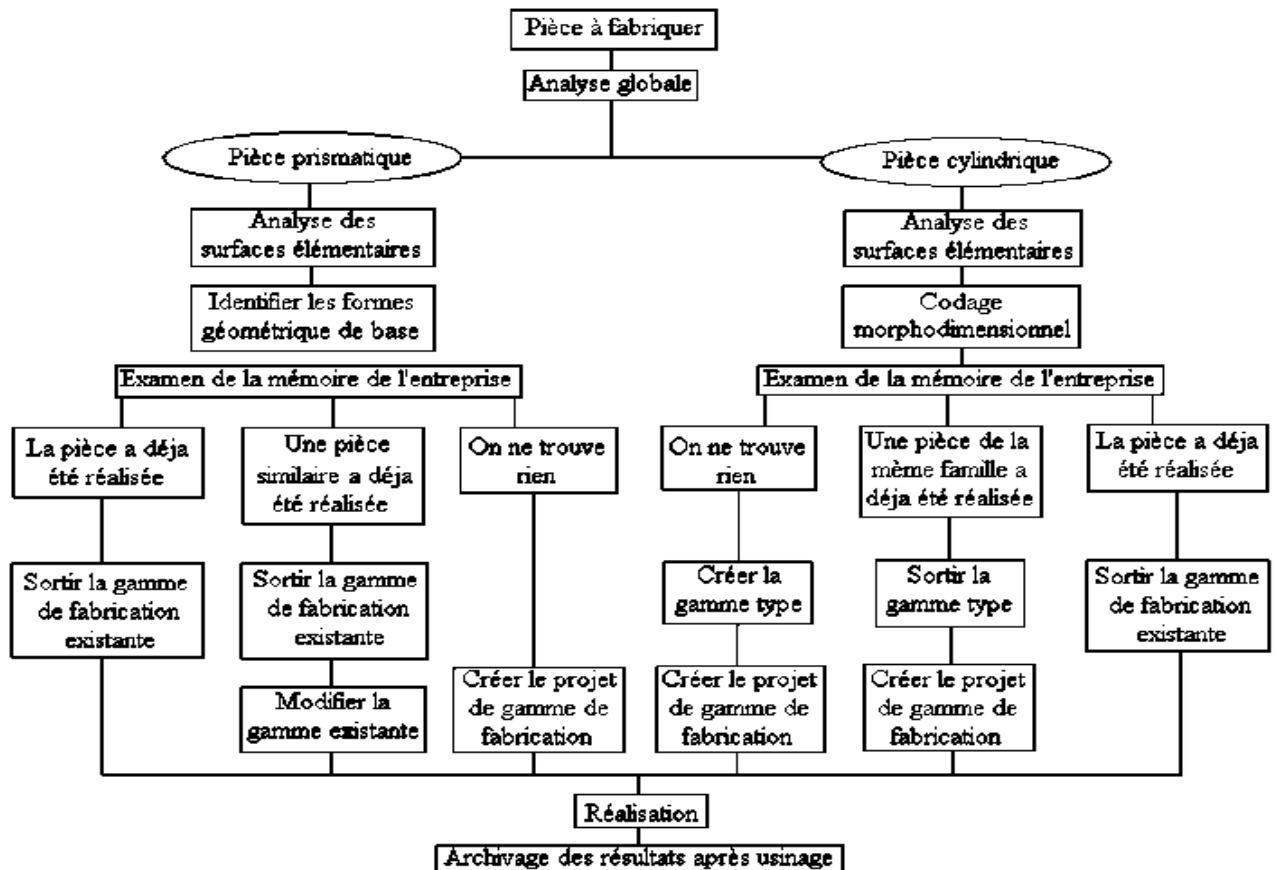 Pièce à fabriquer
Analyse globale
Pièce prismatique
Pièce cylindrique
Analyse des
surfaces élémentaires
Analyse des
surfaces élémentaires
Identifier les formes
géométrique de base
Codage
morphodimensionnel
Examen de la mémoire de l'entreprise
Examen de la mémoire de l'entreprise
La pièce a déja
été réalisée
Une pièce
similaire a déja
été réalisée
On ne trouve
rien
On ne trouve
rien
Une pièce de la
même famille a
déja été réalisée
La pièce a déja
été réalisée
Sortir la gamme
de fabrication
existante
Sortir la gamme
de fabrication
existante
Créer la
gamme type
Sortir la
gamme type
Sortir la gamme
de fabrication
existante
Modifier la
gamme existante
Créer le projet
de gamme de
fabrication
Créer le projet
de gamme de
fabrication
Créer le projet
de gamme de
fabrication
Réalisation
Archivage des résultats après usinage